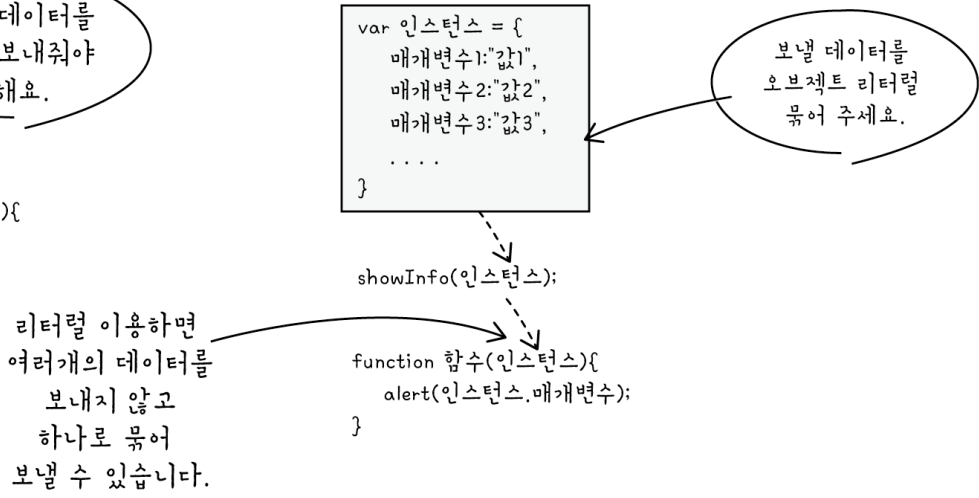 데이터를
보내줘야
해요.
var 인스턴스 = {
매개변수1:"값1",
매개변수2:"값2",
매개변수3:"값3",
. . . .
}
보낼 데이터를
오브젝트 리터럴
묶어 주세요.
){
showInfo(인스턴스);
리터럴 이용하면
여러개의 데이터를
보내지 않고
하나로 묶어
보낼 수 있습니다.
function 함수(인스턴스){
alert(인스턴스.매개변수);
}